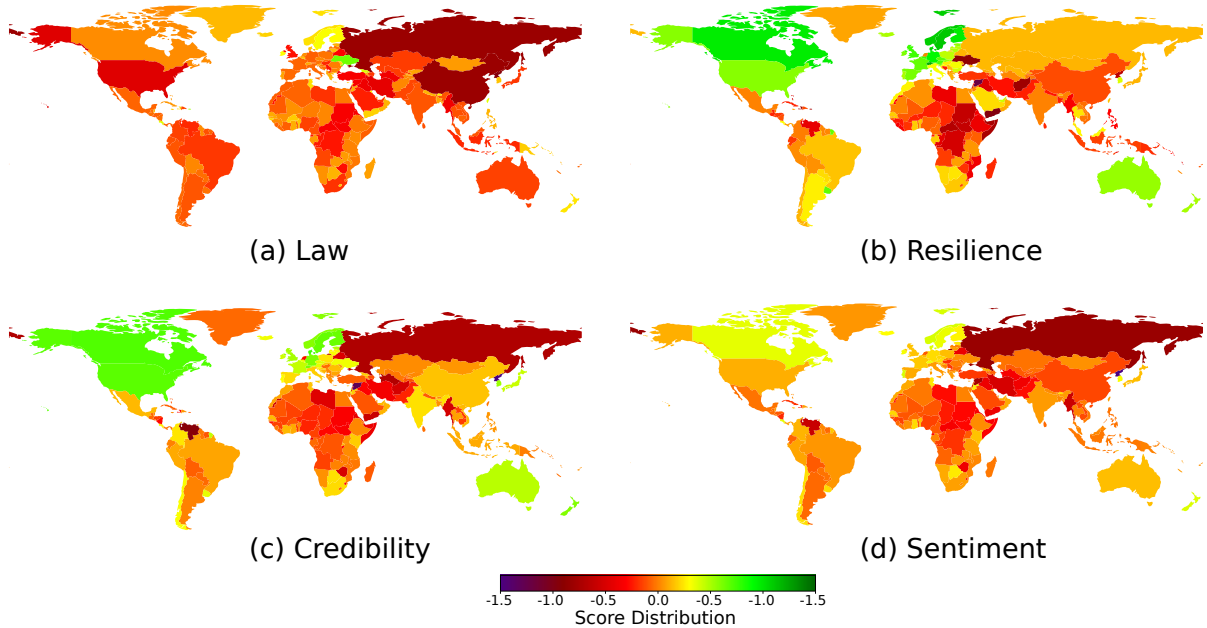 (a) Law
(b) Resilience
(c) Credibility
(d) Sentiment
-1.5 -1.0 -0.5 0.0 -0.5 -1.0 -1.5
Score Distribution